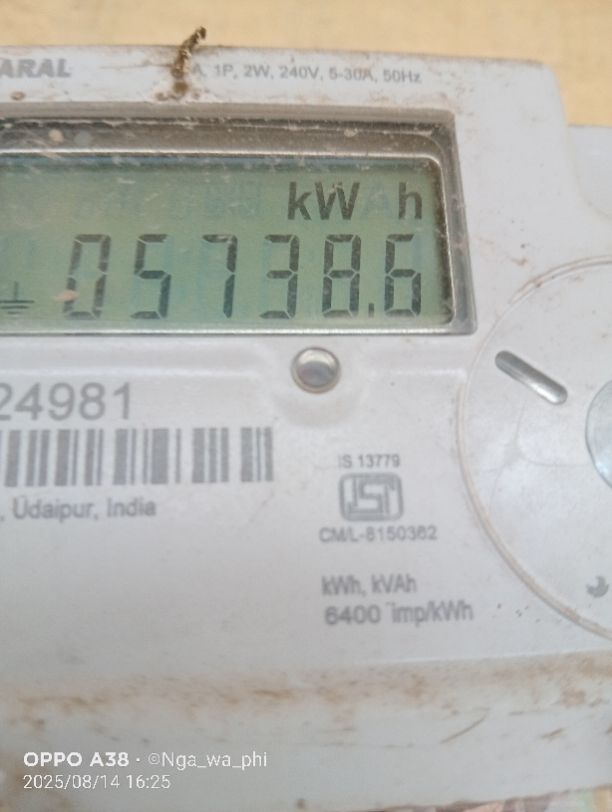 ARAL
A, 1P, 2W, 240V, 5-30A, 50Hz
kWh
05738.6
24981
, Udaipur, India
IS 13779
ISI
CM/L-8150362
kWh, kVAh
6400 imp/kWh
OPPO A38 · ©Nga_wa_phi
2025/08/14 16:25